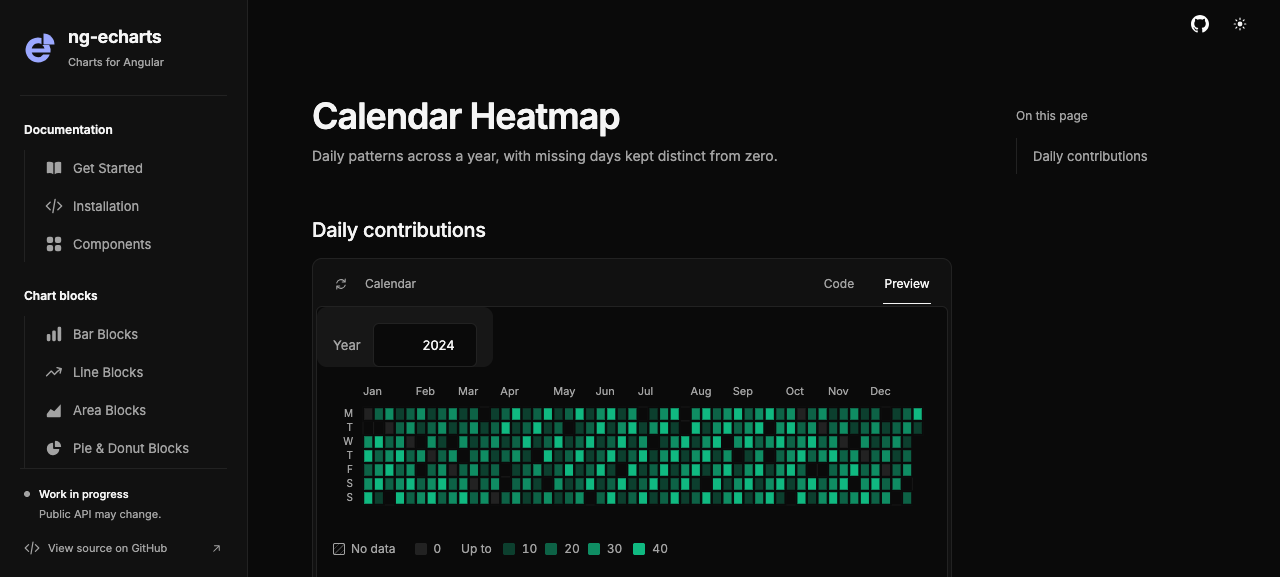 ng-echarts
Charts for Angular
Documentation
Get Started
Installation
Components
Chart blocks
Bar Blocks
Line Blocks
Area Blocks
Pie & Donut Blocks
Work in progress
Public API may change.
View source on GitHub
Calendar Heatmap
Daily patterns across a year, with missing days kept distinct from zero.
Daily contributions
Calendar
Code
Preview
Year
2024
Jan Feb Mar Apr May Jun Jul Aug Sep Oct Nov Dec
M
T
W
T
F
S
S
No data 0 Up to 10 20 30 40
On this page
Daily contributions